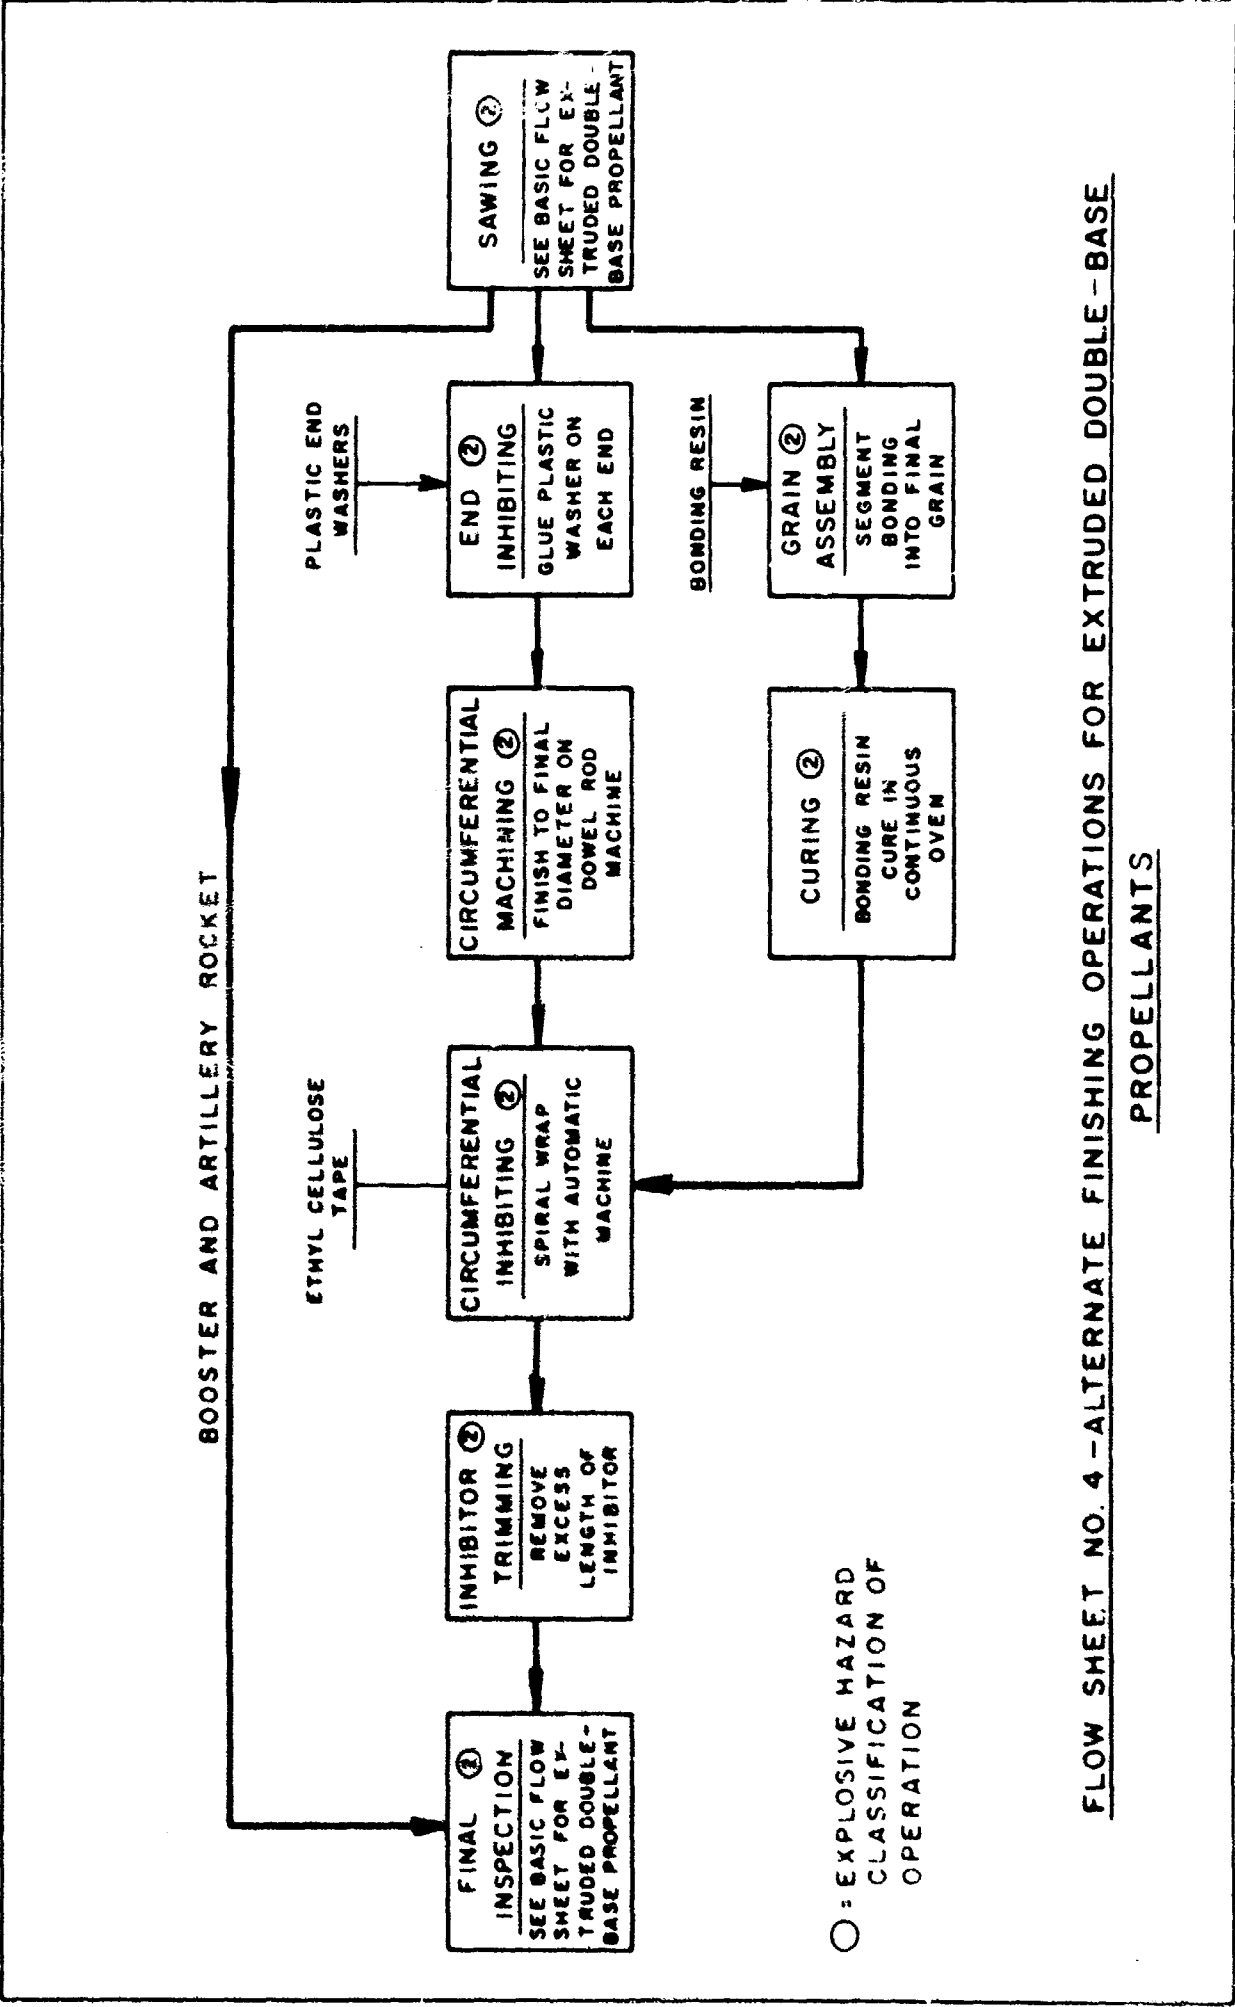 BOOSTER AND ARTILLERY ROCKET
ETHYL CELLULOSE
TAPE
PLASTIC END
WASHERS
FINAL ②
INSPECTION
SEE BASIC FLOW
SHEET FOR EX-
TRUDED DOUBLE-
BASE PROPELLANT
INHIBITOR ②
TRIMMING
REMOVE
EXCESS
LENGTH OF
INHIBITOR
CIRCUMFERENTIAL
INHIBITING ②
SPIRAL WRAP
WITH AUTOMATIC
MACHINE
CIRCUMFERENTIAL
MACHINING ②
FINISH TO FINAL
DIAMETER ON
DOWEL ROD
MACHINE
END ②
INHIBITING
GLUE PLASTIC
WASHER ON
EACH END
SAWING ②
SEE BASIC FLOW
SHEET FOR EX-
TRUDED DOUBLE-
BASE PROPELLANT
BONDING RESIN
CURING ②
BONDING RESIN
CURE IN
CONTINUOUS
OVEN
GRAIN ②
ASSEMBLY
SEGMENT
BONDING
INTO FINAL
GRAIN
○ = EXPLOSIVE HAZARD
CLASSIFICATION OF
OPERATION
FLOW SHEET NO. 4 - ALTERNATE FINISHING OPERATIONS FOR EXTRUDED DOUBLE-BASE
PROPELLANTS